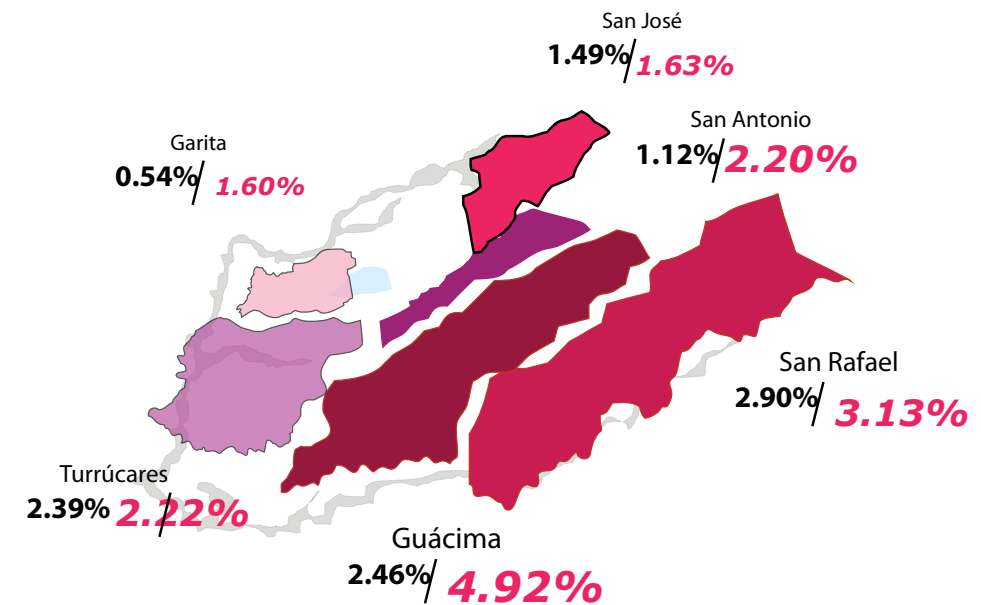 San José
1.49%/1.63%
San Antonio
1.12%/2.20%
Garita
0.54%/1.60%
San Rafael
2.90%/3.13%
Turrúcares
2.39%/2.22%
Guácima
2.46%/4.92%